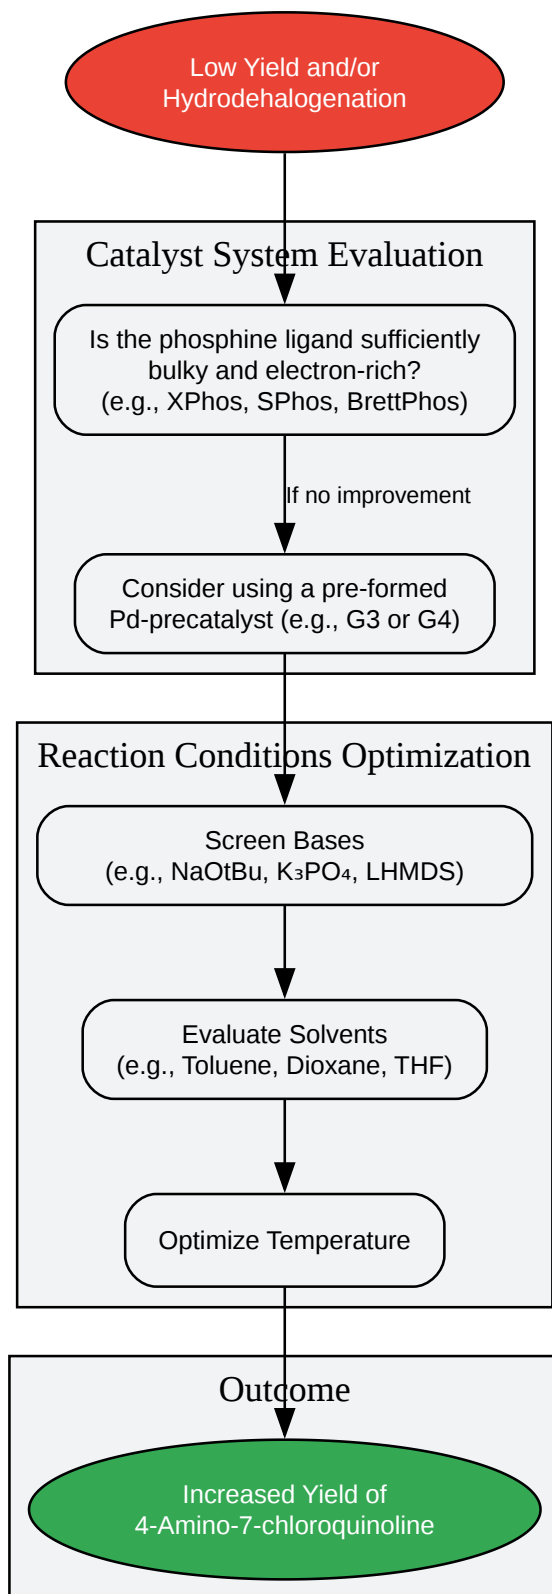 Low Yield and/or
Hydrodehalogenation
Catalyst System Evaluation
Is the phosphine ligand sufficiently
bulky and electron-rich?
(e.g., XPhos, SPhos, BrettPhos)
If no improvement
Consider using a pre-formed
Pd-precatalyst (e.g., G3 or G4)
Reaction Conditions Optimization
Screen Bases
(e.g., NaOtBu, K₃PO₄, LHMDS)
Evaluate Solvents
(e.g., Toluene, Dioxane, THF)
Optimize Temperature
Outcome
Increased Yield of
4-Amino-7-chloroquinoline